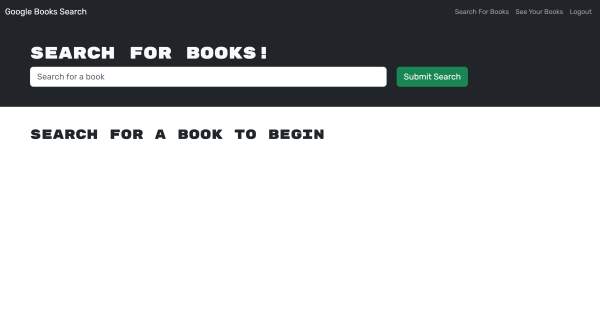 Google Books Search
Search For Books See Your Books Logout
SEARCH FOR BOOKS!
Search for a book
Submit Search
SEARCH FOR A BOOK TO BEGIN